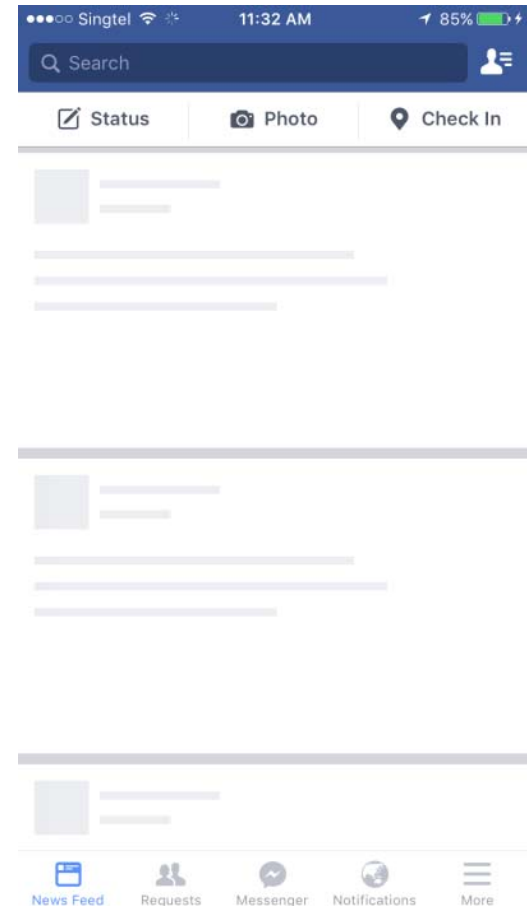 Singtel 11:32 AM 85%
Search
Status Photo Check In
News Feed Requests Messenger Notifications More